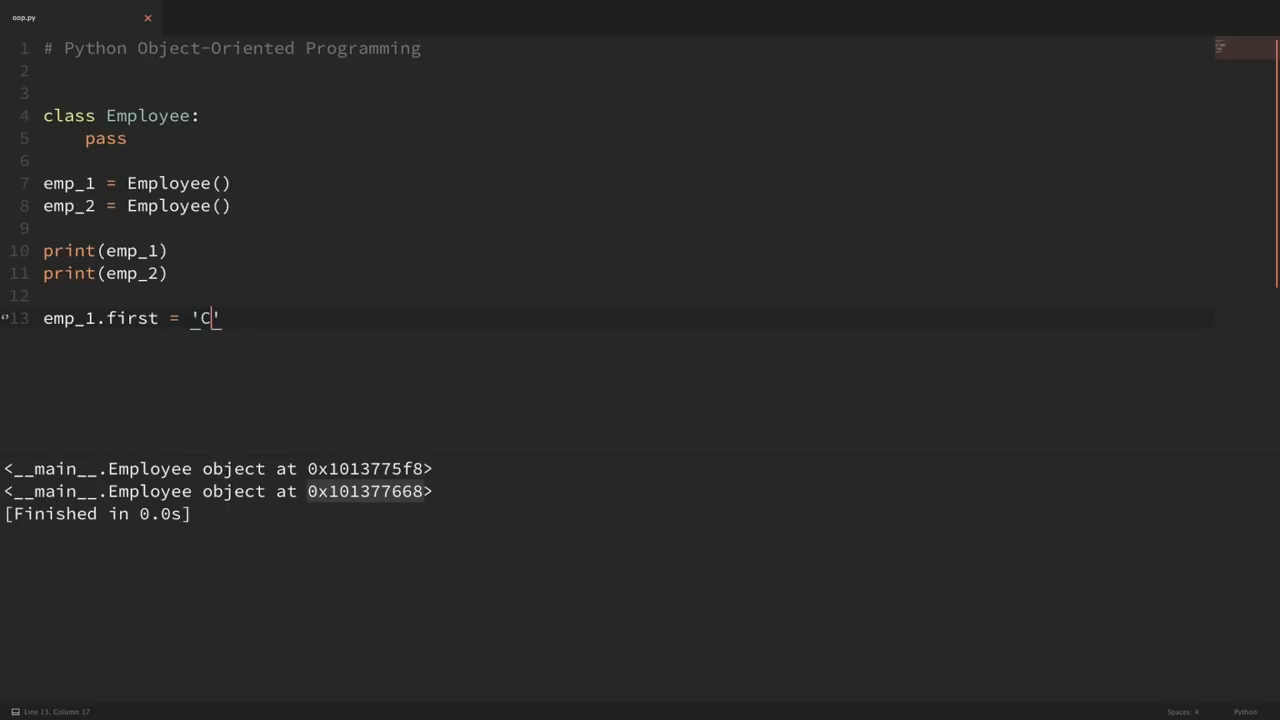 oop.py
1 # Python Object-Oriented Programming
2
3
4 class Employee:
5     pass
6
7 emp_1 = Employee()
8 emp_2 = Employee()
9
10 print(emp_1)
11 print(emp_2)
12
13 emp_1.first = 'C'
<__main__.Employee object at 0x1013775f8>
<__main__.Employee object at 0x101377668>
[Finished in 0.0s]
Line 13, Column 17 Spaces: 4 Python